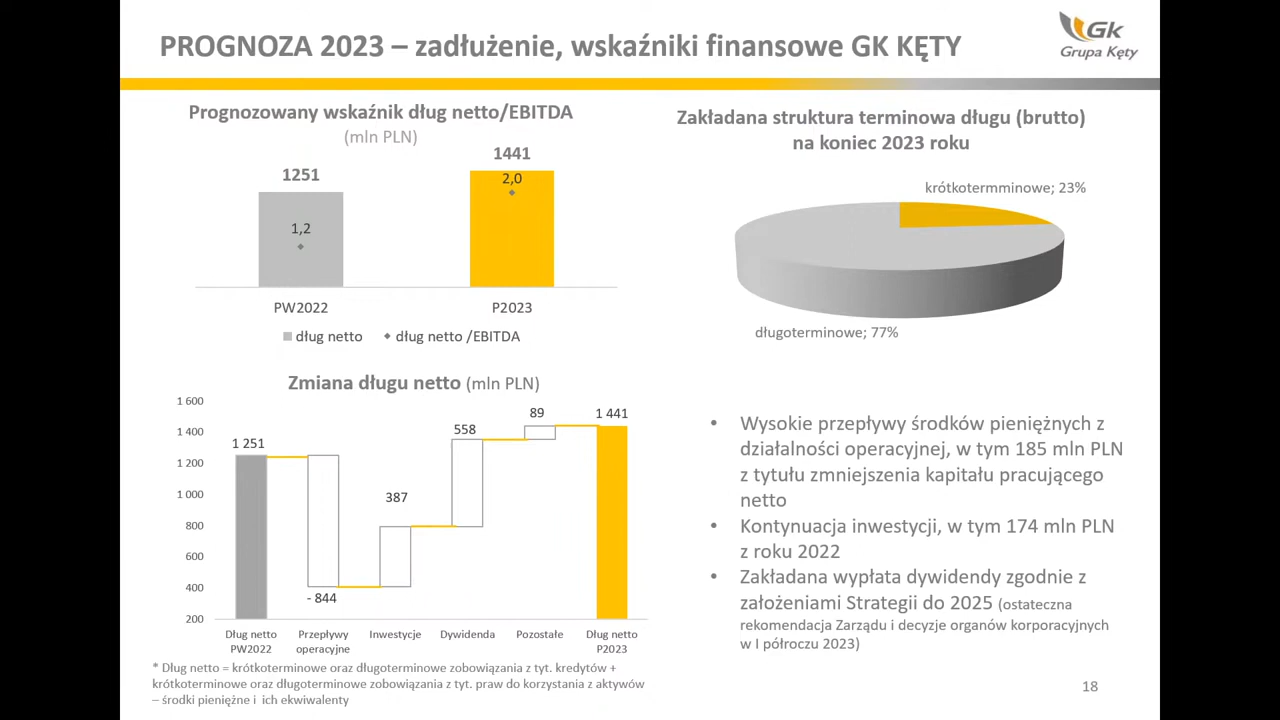 PROGNOZA 2023 – zadłużenie, wskaźniki finansowe GK KĘTY
Gk
Grupa Kęty
Prognozowany wskaźnik dług netto/EBITDA
(mln PLN)
1251
1441
1,2
2,0
PW2022
P2023
dług netto
dług netto /EBITDA
Zakładana struktura terminowa długu (brutto)
na koniec 2023 roku
krótkotermminowe; 23%
długoterminowe; 77%
Zmiana długu netto (mln PLN)
1 600
1 400
1 200
1 000
800
600
400
200
1 251
- 844
387
558
89
1 441
Dług netto
PW2022
Przepływy
operacyjne
Inwestycje
Dywidenda
Pozostałe
Dług netto
P2023
* Dług netto = krótkoterminowe oraz długoterminowe zobowiązania z tyt. kredytów +
krótkoterminowe oraz długoterminowe zobowiązania z tyt. praw do korzystania z aktywów
– środki pieniężne i  ich ekwiwalenty
• Wysokie przepływy środków pieniężnych z
działalności operacyjnej, w tym 185 mln PLN
z tytułu zmniejszenia kapitału pracującego
netto
• Kontynuacja inwestycji, w tym 174 mln PLN
z roku 2022
• Zakładana wypłata dywidendy zgodnie z
założeniami Strategii do 2025 (ostateczna
rekomendacja Zarządu i decyzje organów korporacyjnych
w I półroczu 2023)
18